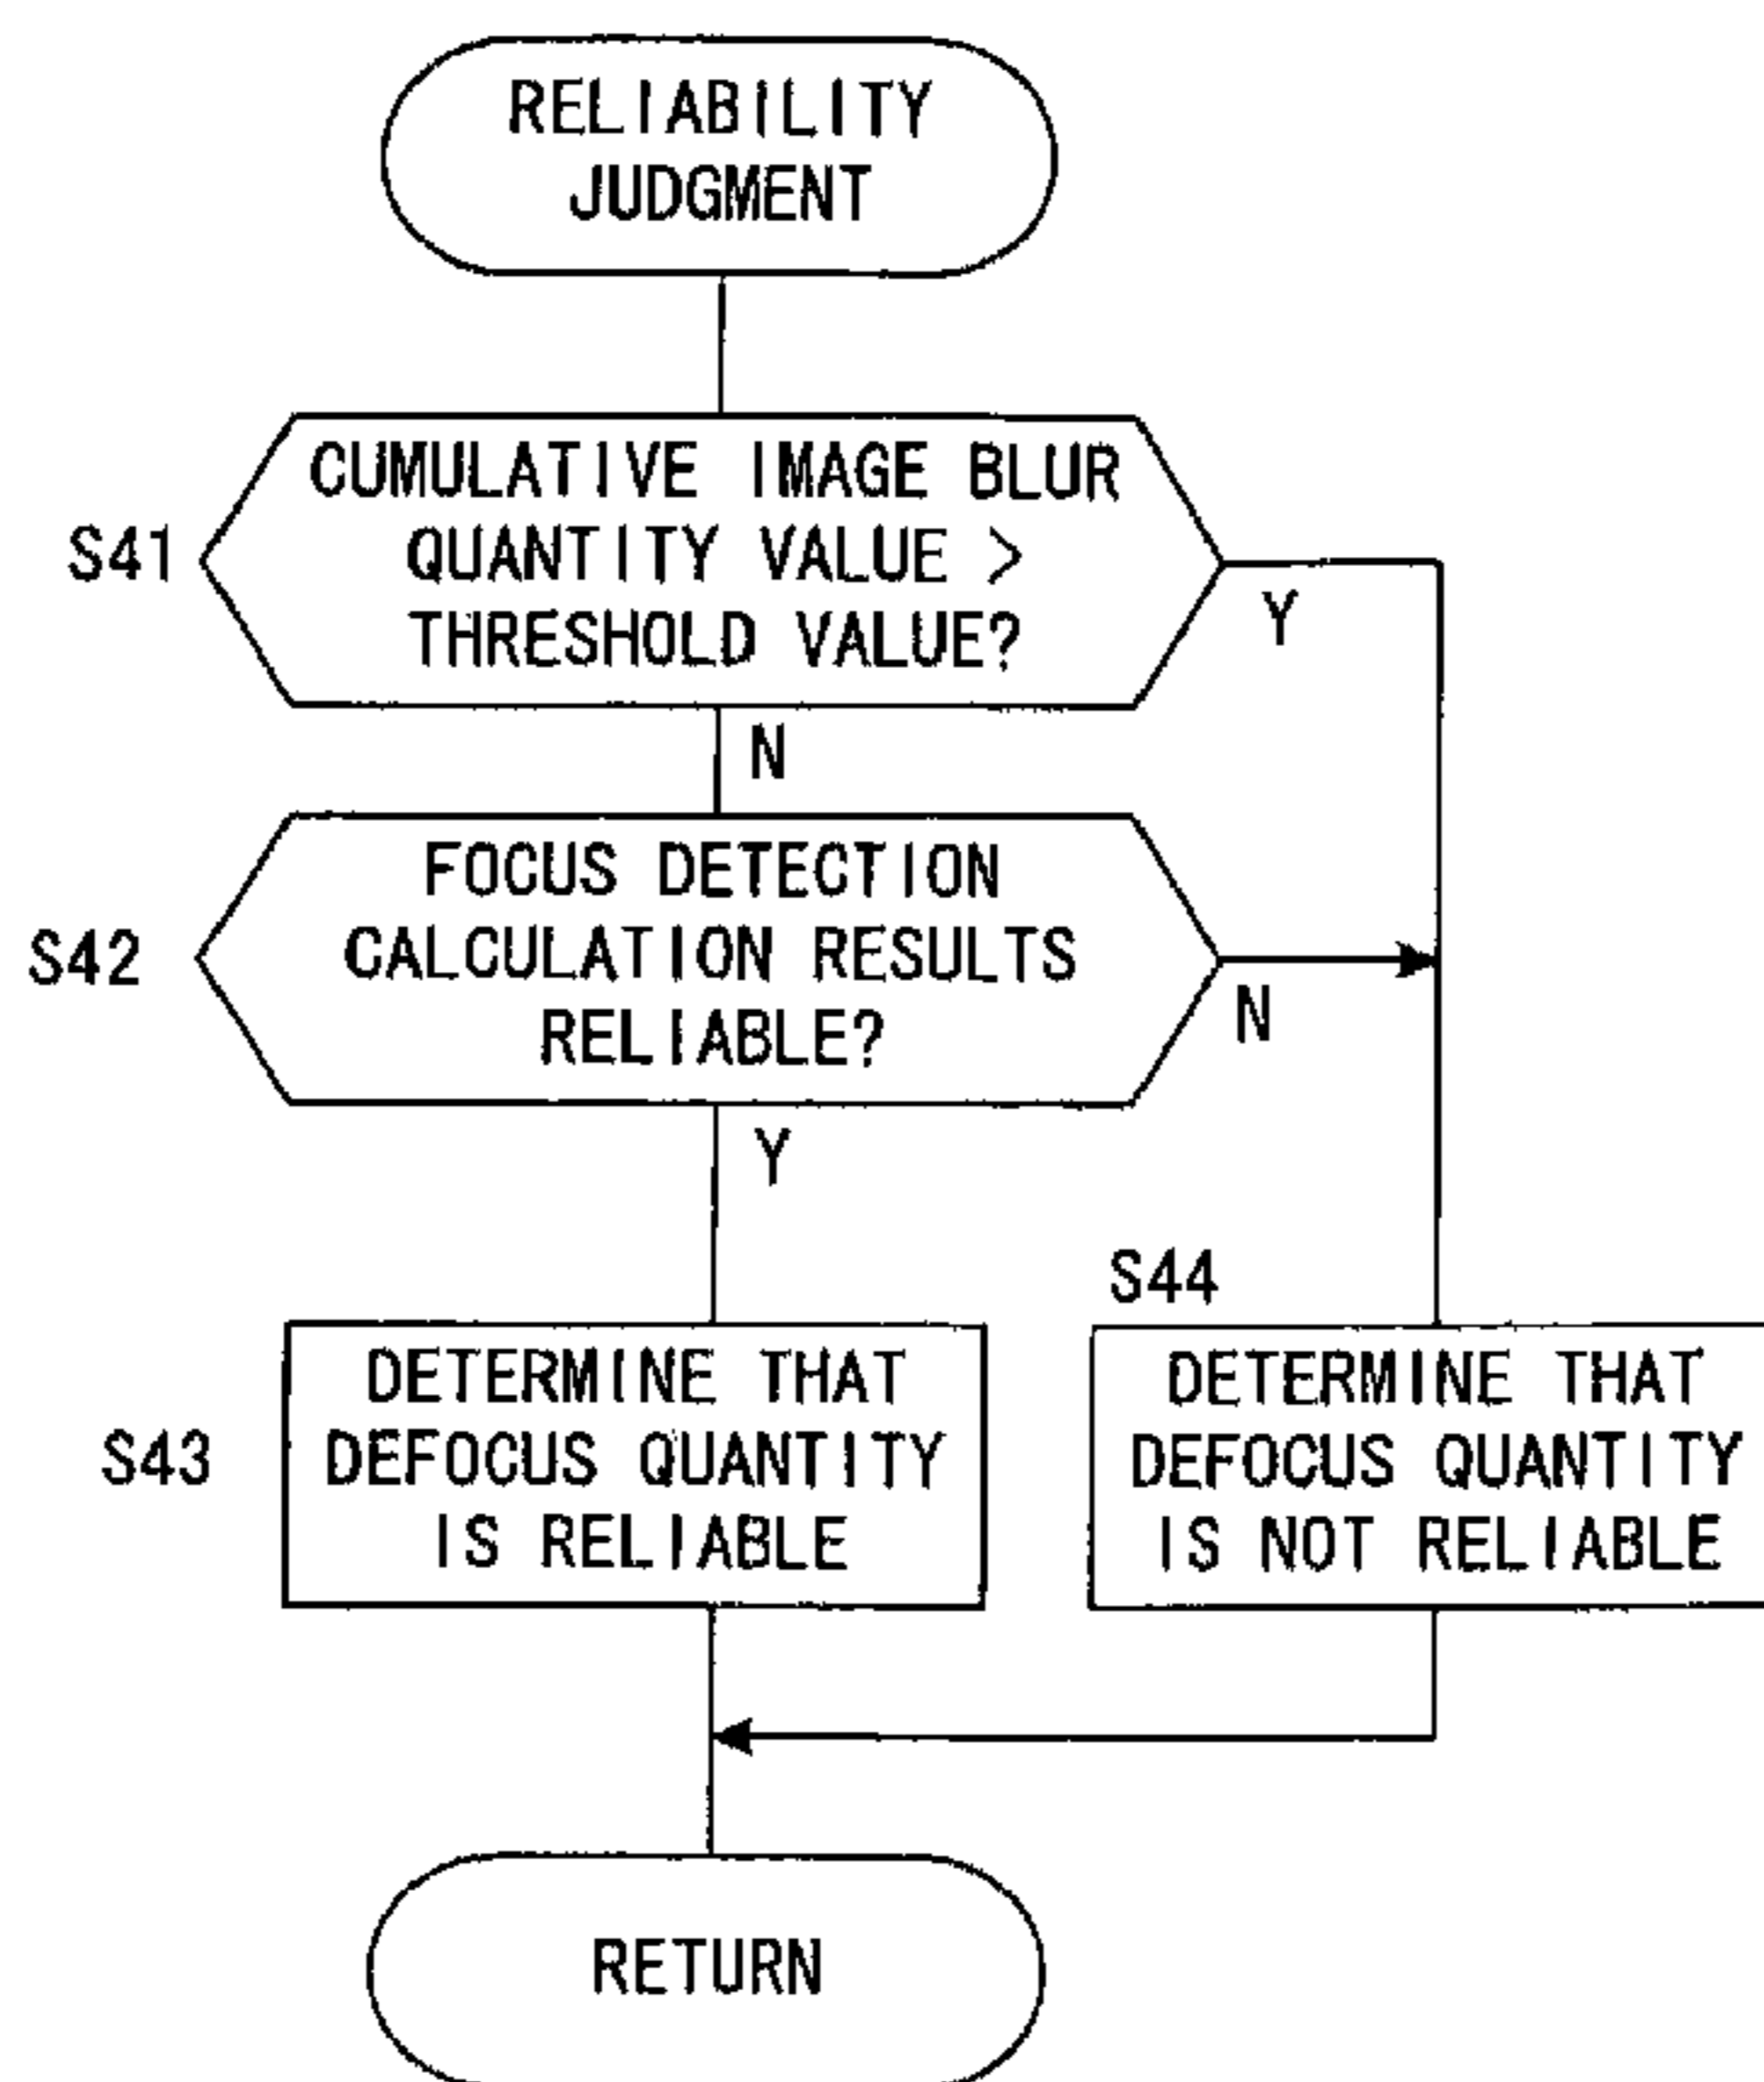 RELIABILITY
JUDGMENT
CUMULATIVE IMAGE BLUR
S41
QUANTITY VALUE >
THRESHOLD VALUE?
Y
N
FOCUS DETECTION
S42
CALCULATION RESULTS
RELIABLE?
N
Y
S44
DETERMINE THAT
DEFOCUS QUANTITY
IS RELIABLE
S43
DETERMINE THAT
DEFOCUS QUANTITY
IS NOT RELIABLE
RETURN